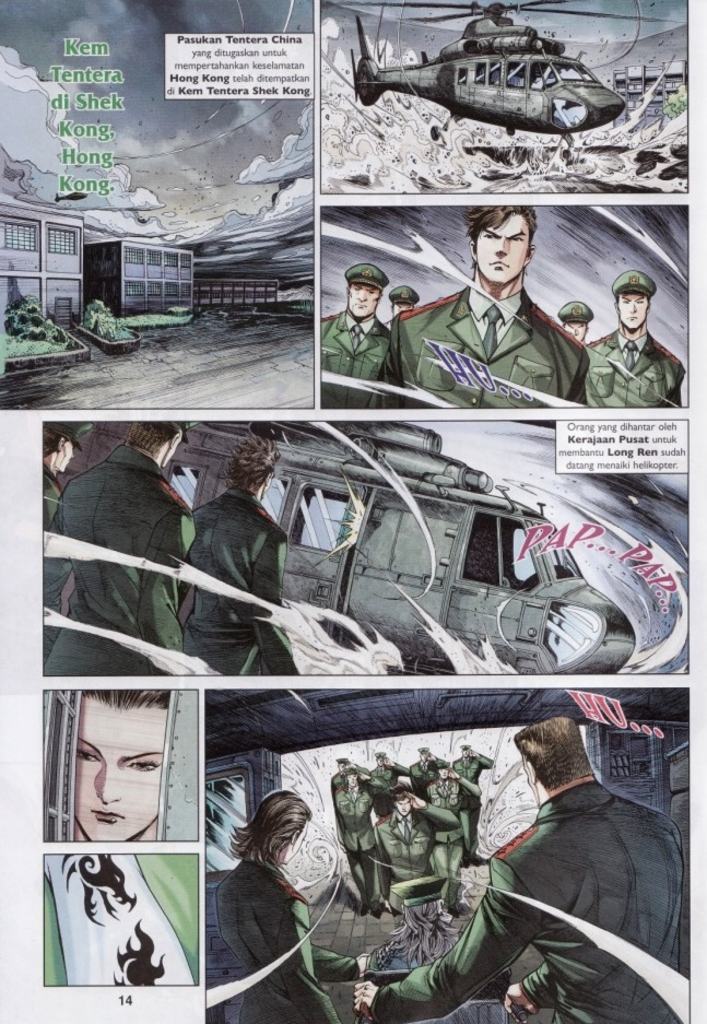 Kem
Tentera
di Shek
Kong,
Hong
Kong.
Pasukan Tentera China
yang ditugaskan untuk
mempertahankan keselamatan
Hong Kong telah ditempatkan
di Kem Tentera Shek Kong.
HU...
Orang yang dihantar oleh
Kerajaan Pusat untuk
membantu Long Ren sudah
datang menaiki helikopter.
PAP...PAP...
HU...
14